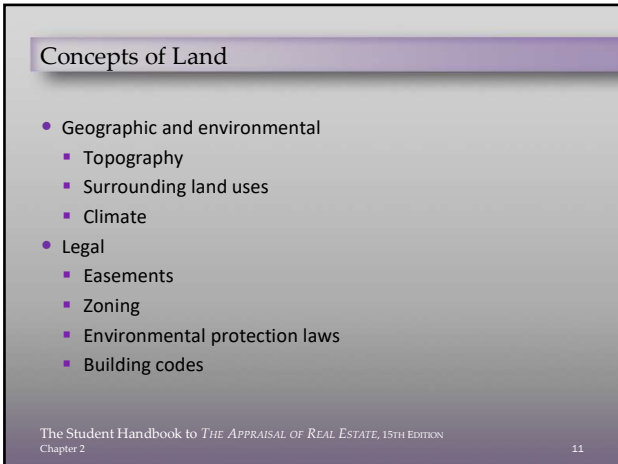 Concepts of Land
• Geographic and environmental
▪ Topography
▪ Surrounding land uses
▪ Climate
• Legal
▪ Easements
▪ Zoning
▪ Environmental protection laws
▪ Building codes
The Student Handbook to THE APPRAISAL OF REAL ESTATE, 15TH EDITION
Chapter 2
11